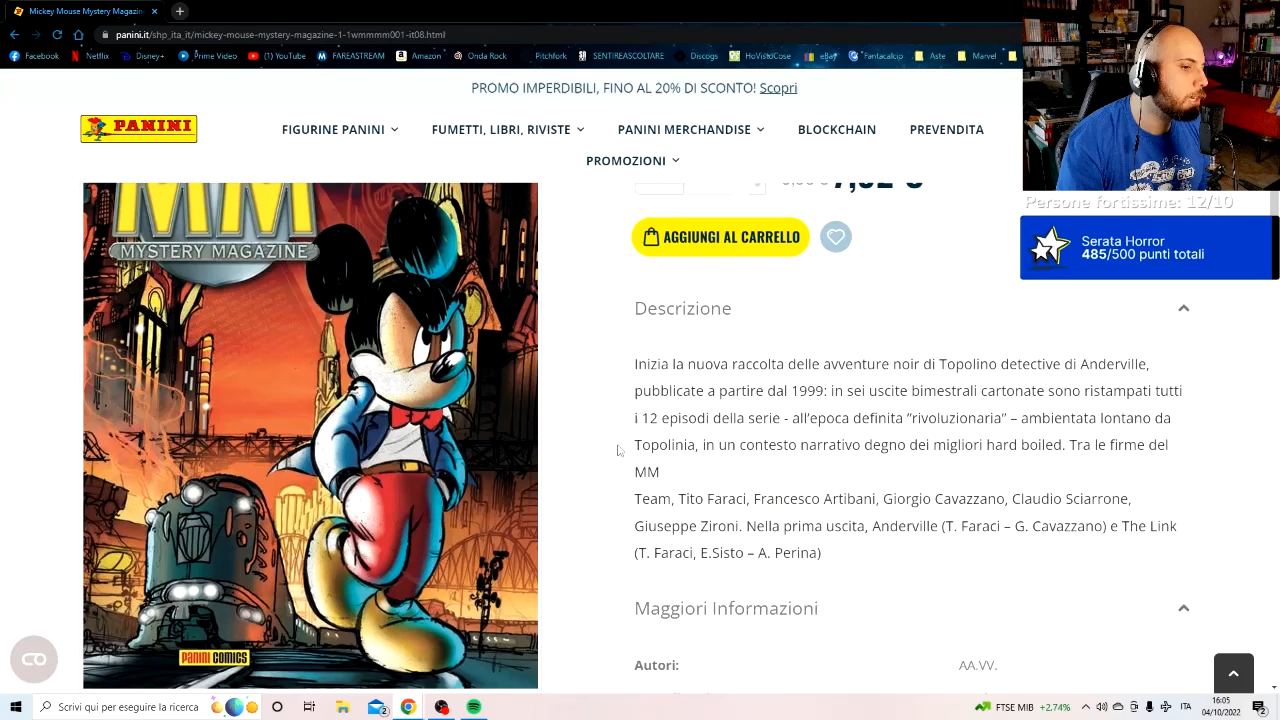 Mickey Mouse Mystery Magazin
panini.it/shp_ita_it/mickey-mouse-mystery-magazine-1-1wmmmm001-it08.html
Facebook
Netflix
Disney+
Prime Video
(1) YouTube
FAREASTREAM
Amazon
Onda Rock
Pitchfork
SENTIREASCOLTARE
Discogs
HoVistoCose
eBay
Fantacalcio
Aste
Marvel
PROMO IMPERDIBILI, FINO AL 20% DI SCONTO! Scopri
PANINI
FIGURINE PANINI
FUMETTI, LIBRI, RIVISTE
PANINI MERCHANDISE
BLOCKCHAIN
PREVENDITA
PROMOZIONI
Persone fortissime: 12/10
Serata Horror
485/500 punti totali
MM
MYSTERY MAGAZINE
PANINI COMICS
AGGIUNGI AL CARRELLO
Descrizione
Inizia la nuova raccolta delle avventure noir di Topolino detective di Anderville,
pubblicate a partire dal 1999: in sei uscite bimestrali cartonate sono ristampati tutti
i 12 episodi della serie - all'epoca definita "rivoluzionaria" – ambientata lontano da
Topolinia, in un contesto narrativo degno dei migliori hard boiled. Tra le firme del
MM
Team, Tito Faraci, Francesco Artibani, Giorgio Cavazzano, Claudio Sciarrone,
Giuseppe Zironi. Nella prima uscita, Anderville (T. Faraci – G. Cavazzano) e The Link
(T. Faraci, E.Sisto – A. Perina)
Maggiori Informazioni
Autori:
AA.VV.
Scrivi qui per eseguire la ricerca
2
FTSE MIB +2.74%
ITA
16:05
04/10/2022
2